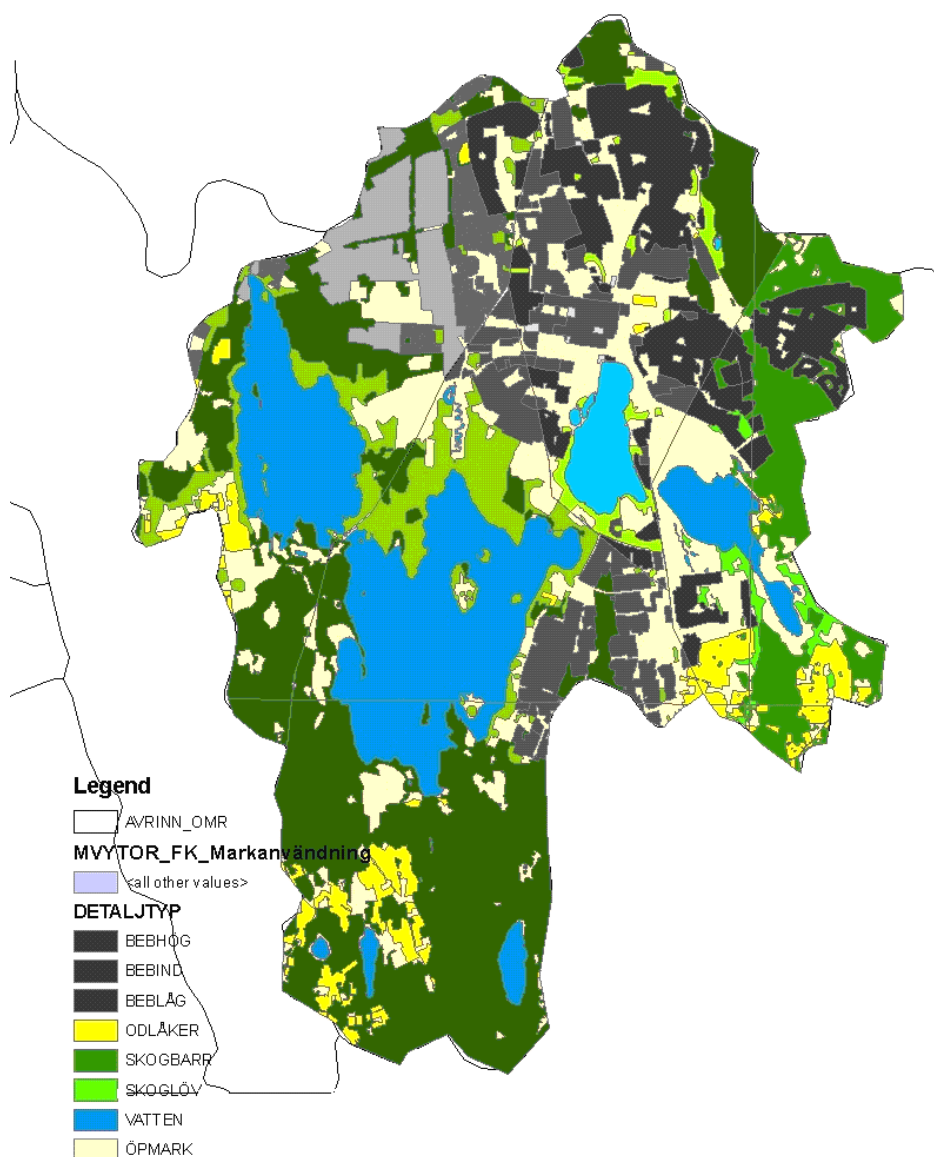 Legend
AVRINN_OMR
MVYTOR_FK_Markanvändning
<all other values>
DETALJTYP
BEBHÖG
BEBIND
BEBLÅG
ODLÅKER
SKOGBARR
SKOGLÖV
VATTEN
ÖPMARK